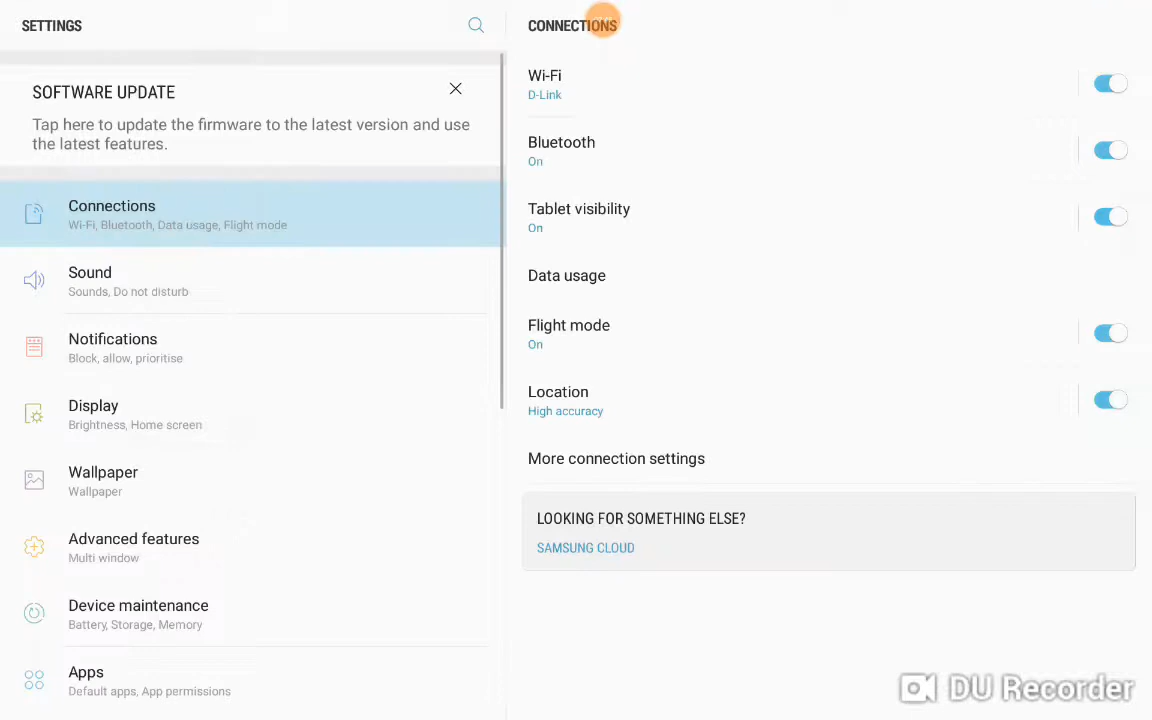 SETTINGS
SOFTWARE UPDATE
Tap here to update the firmware to the latest version and use
the latest features.
Connections
Wi-Fi, Bluetooth, Data usage, Flight mode
Sound
Sounds, Do not disturb
Notifications
Block, allow, prioritise
Display
Brightness, Home screen
Wallpaper
Wallpaper
Advanced features
Multi window
Device maintenance
Battery, Storage, Memory
Apps
Default apps, App permissions
CONNECTIONS
Wi-Fi
D-Link
Bluetooth
On
Tablet visibility
On
Data usage
Flight mode
On
Location
High accuracy
More connection settings
LOOKING FOR SOMETHING ELSE?
SAMSUNG CLOUD
DU Recorder